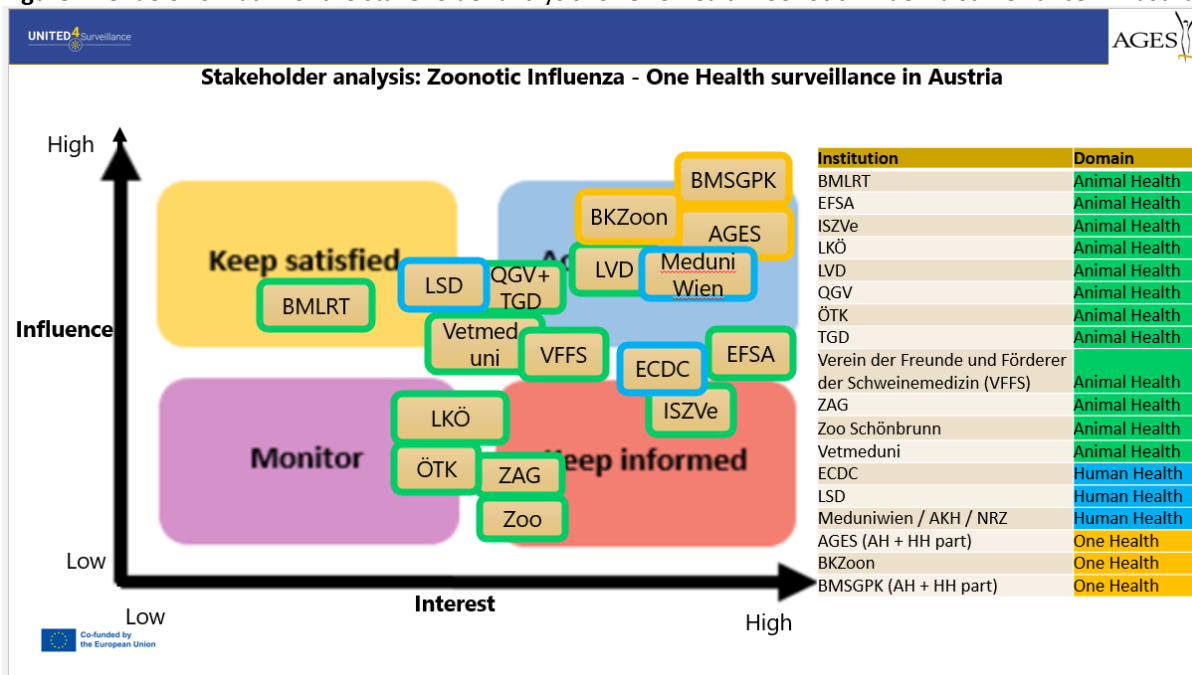 UNITED4Surveillance
AGES
Stakeholder analysis: Zoonotic Influenza - One Health surveillance in Austria
High
Influence
Low
Low
Interest
High
Keep satisfied
Monitor
Keep informed
BMSGPK
BKZoon
AGES
LVD
Meduni
Wien
LSD
QGV+
TGD
BMLRT
Vetmed
uni
VFFS
ECDC
EFSA
ISZVe
LKÖ
ÖTK
ZAG
Zoo
Institution Domain
BMLRT Animal Health
EFSA Animal Health
ISZVe Animal Health
LKÖ Animal Health
LVD Animal Health
QGV Animal Health
ÖTK Animal Health
TGD Animal Health
Verein der Freunde und Förderer
der Schweinemedizin (VFFS) Animal Health
ZAG Animal Health
Zoo Schönbrunn Animal Health
Vetmeduni Animal Health
ECDC Human Health
LSD Human Health
Meduniwien / AKH / NRZ Human Health
AGES (AH + HH part) One Health
BKZoon One Health
BMSGPK (AH + HH part) One Health
Co-funded by
the European Union